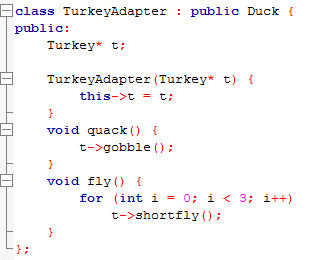 class TurkeyAdapter : public Duck {
public:
    Turkey* t;

    TurkeyAdapter(Turkey* t) {
        this->t = t;
    }
    void quack() {
        t->gobble();
    }
    void fly() {
        for (int i = 0; i < 3; i++)
            t->shortfly();
    }
};